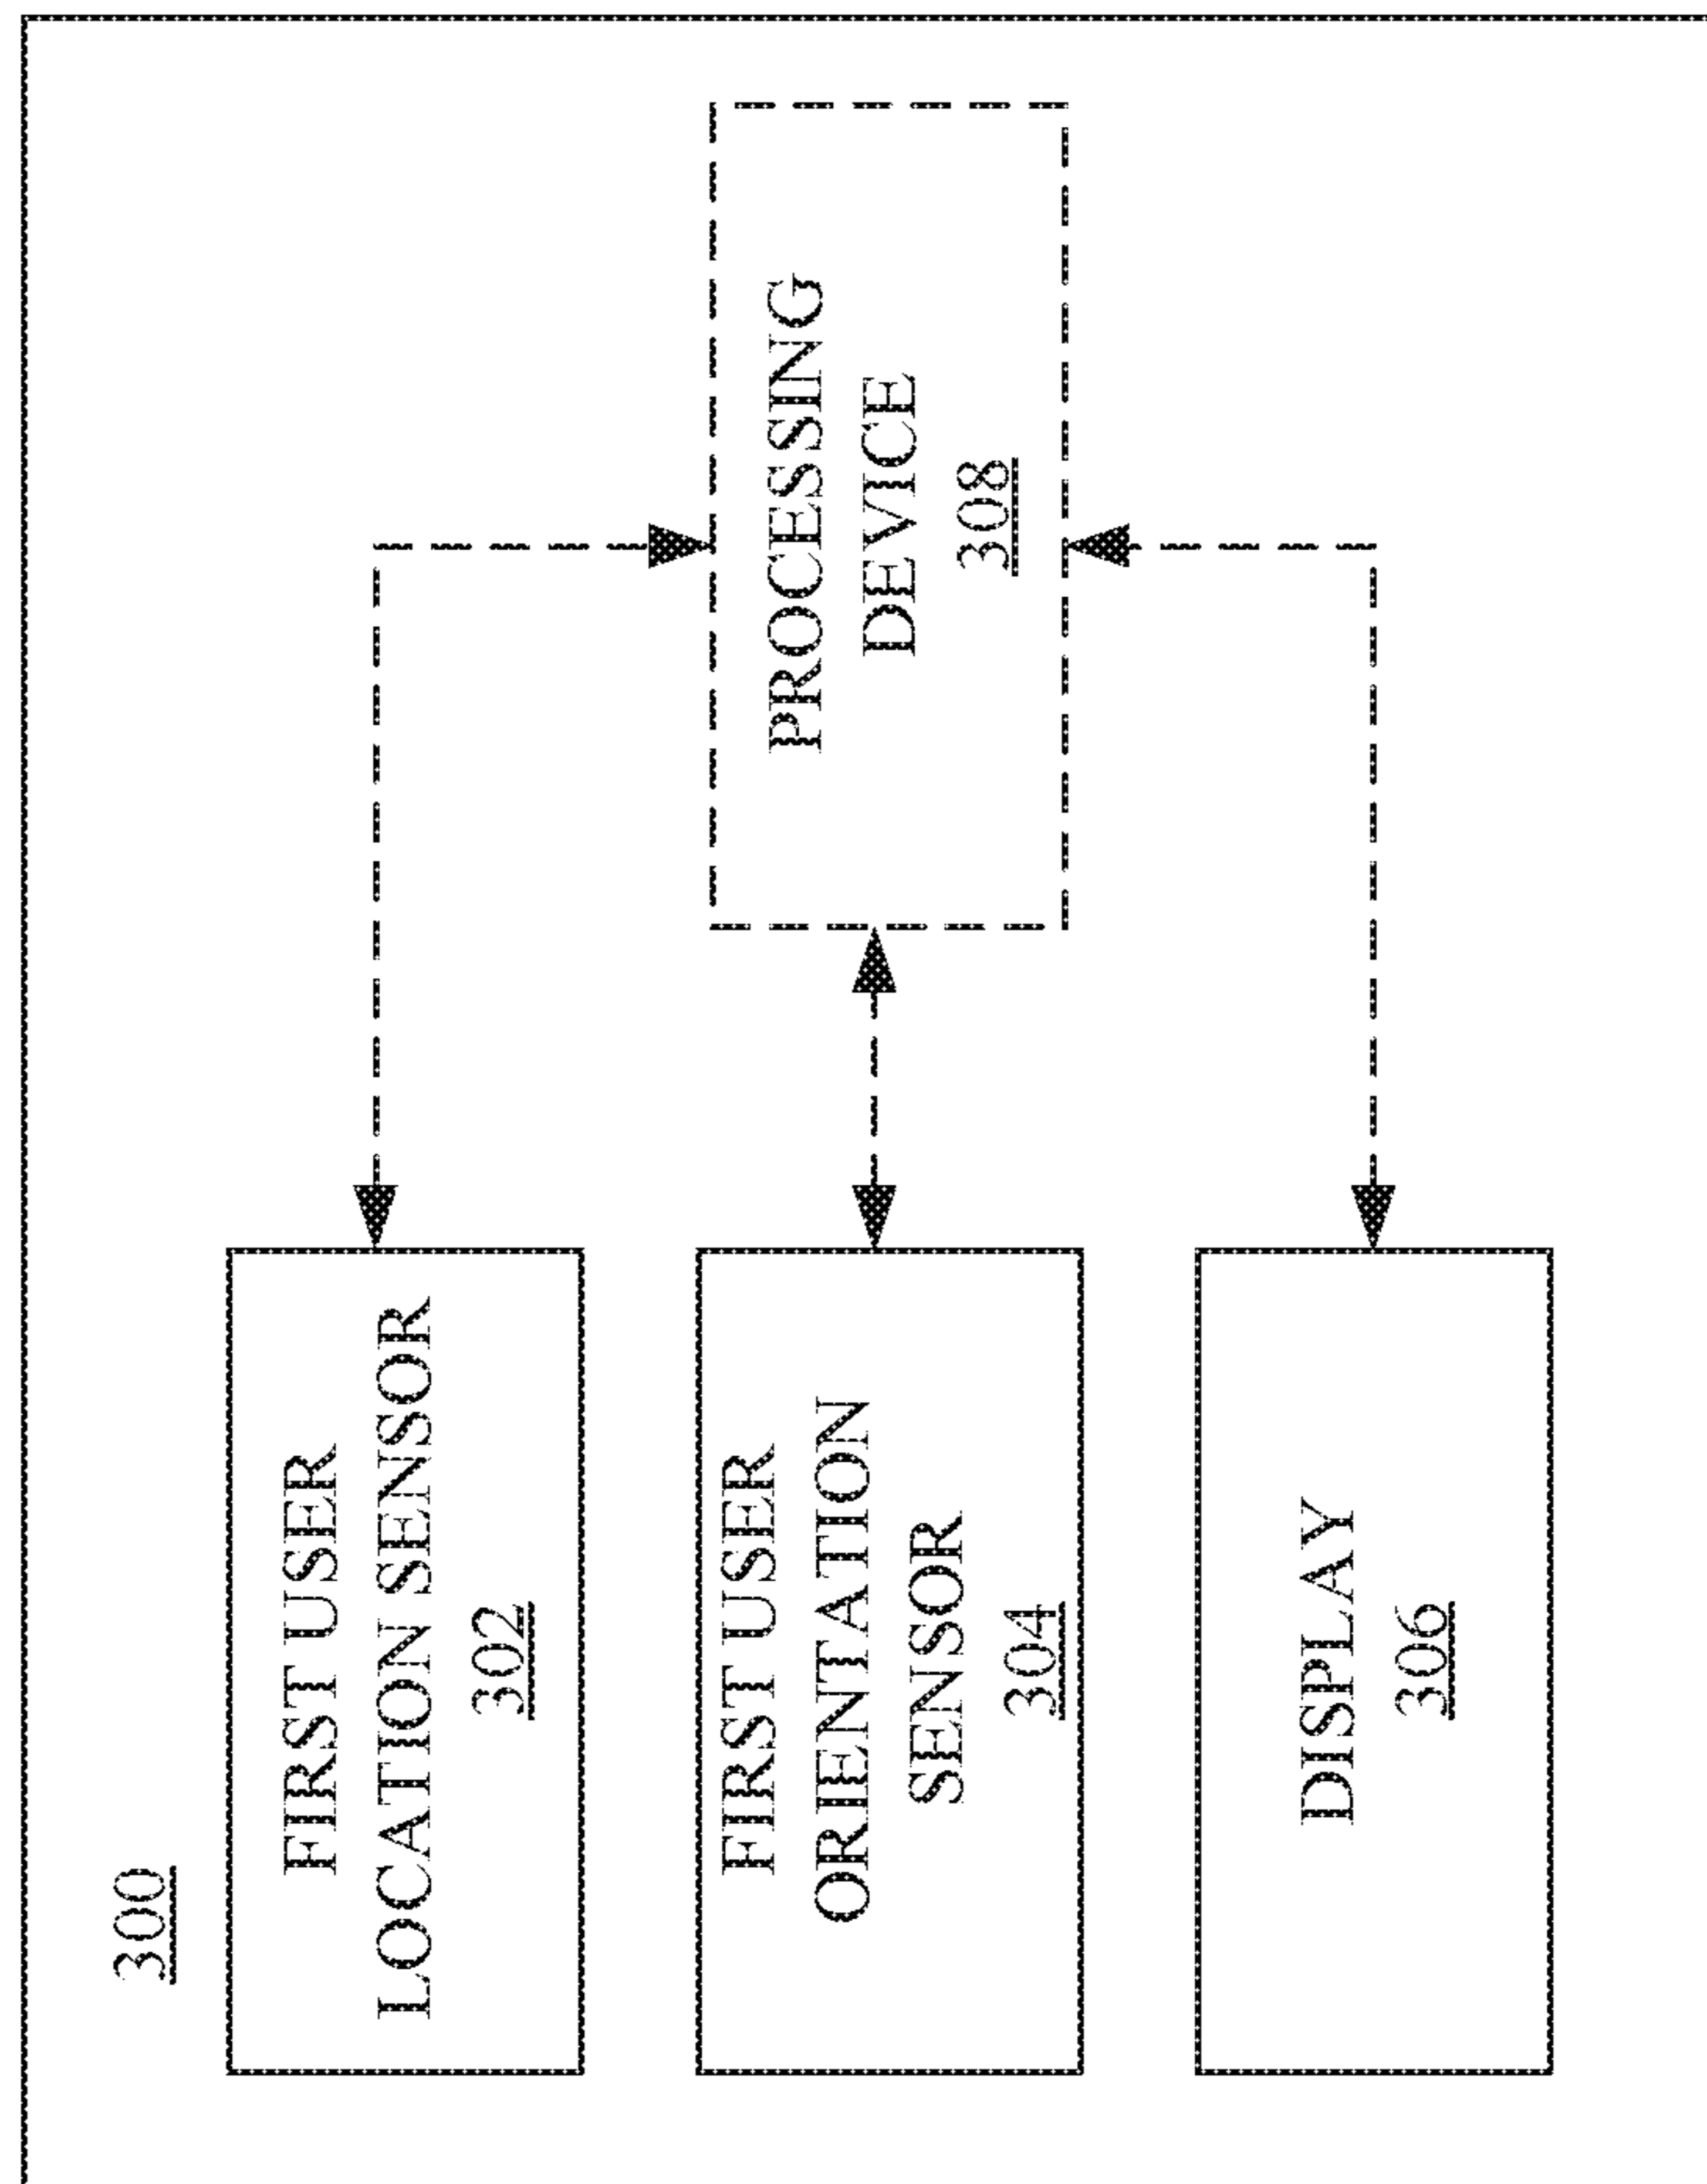 300
FIRST USER
LOCATION SENSOR
302
FIRST USER
ORIENTATION
SENSOR
304
DISPLAY
306
PROCESSING
DEVICE
308